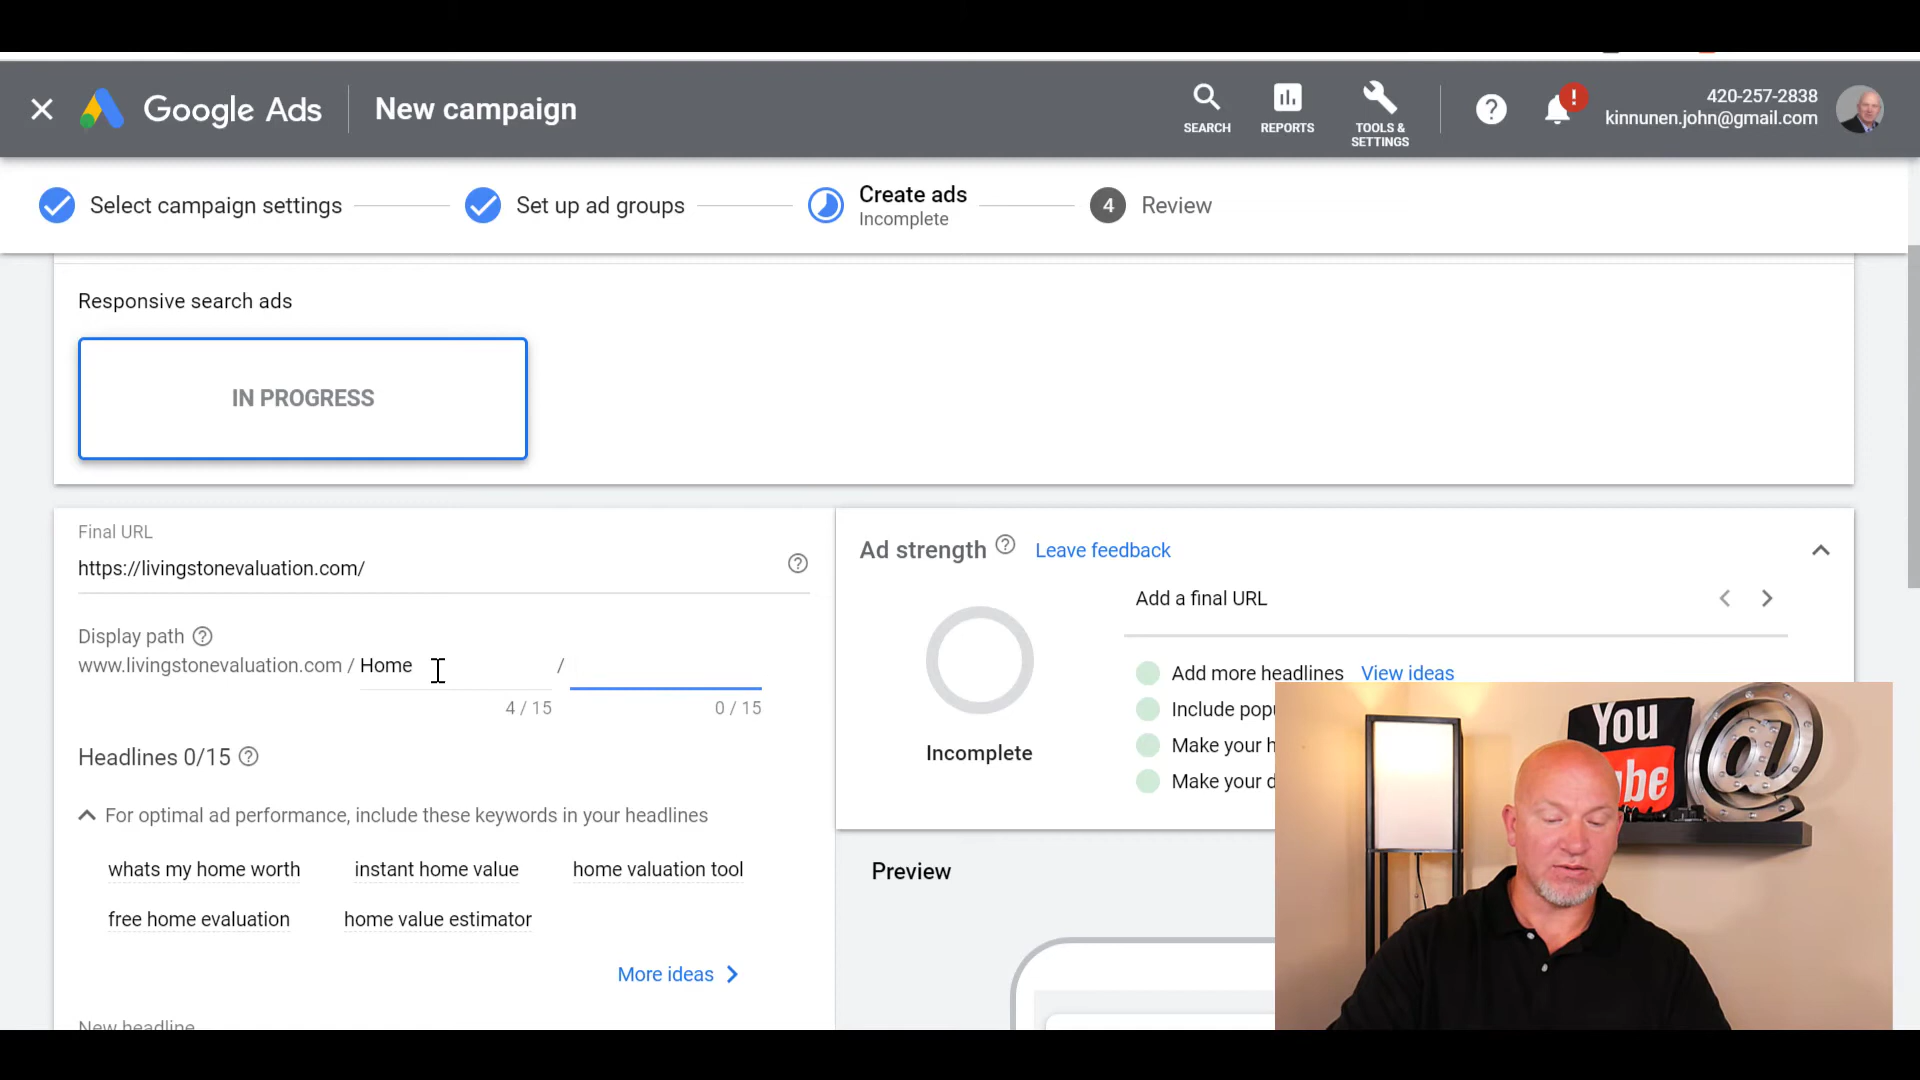 Google Ads
New campaign
SEARCH
REPORTS
TOOLS &
SETTINGS
!
420-257-2838
kinnunen.john@gmail.com
Select campaign settings
Set up ad groups
Create ads
Incomplete
4 Review
Responsive search ads
IN PROGRESS
Final URL
https://livingstonevaluation.com/
Display path
www.livingstonevaluation.com / Home /
4 / 15
0 / 15
Headlines 0/15
For optimal ad performance, include these keywords in your headlines
whats my home worth
instant home value
home valuation tool
free home evaluation
home value estimator
More ideas
New headline
Ad strength
Leave feedback
Add a final URL
Incomplete
Add more headlines View ideas
Include popu
Make your h
Make your d
Preview
You
@